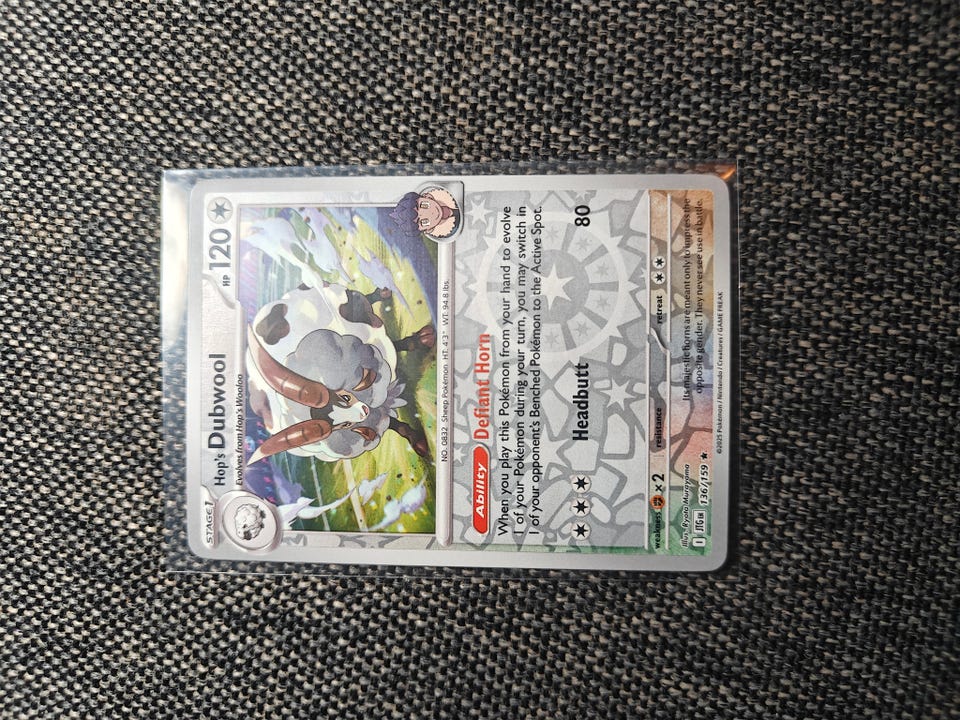 STAGE 1
Hop's Dubwool HP 120
Evolves from Hop's Wooloo
NO. 0832 Sheep Pokémon HT: 4'3" WT: 94.8 lbs.
Ability Defiant Horn
When you play this Pokémon from your hand to evolve
1 of your Pokémon during your turn, you may switch in
1 of your opponent's Benched Pokémon to the Active Spot.
Headbutt 80
weakness ×2 resistance retreat
Illus. Ryota Murayama
I JTG EN 136/159 ★
Its majestic horns are meant only to impress the
opposite gender. They never see use in battle.
©2025 Pokémon / Nintendo / Creatures / GAME FREAK